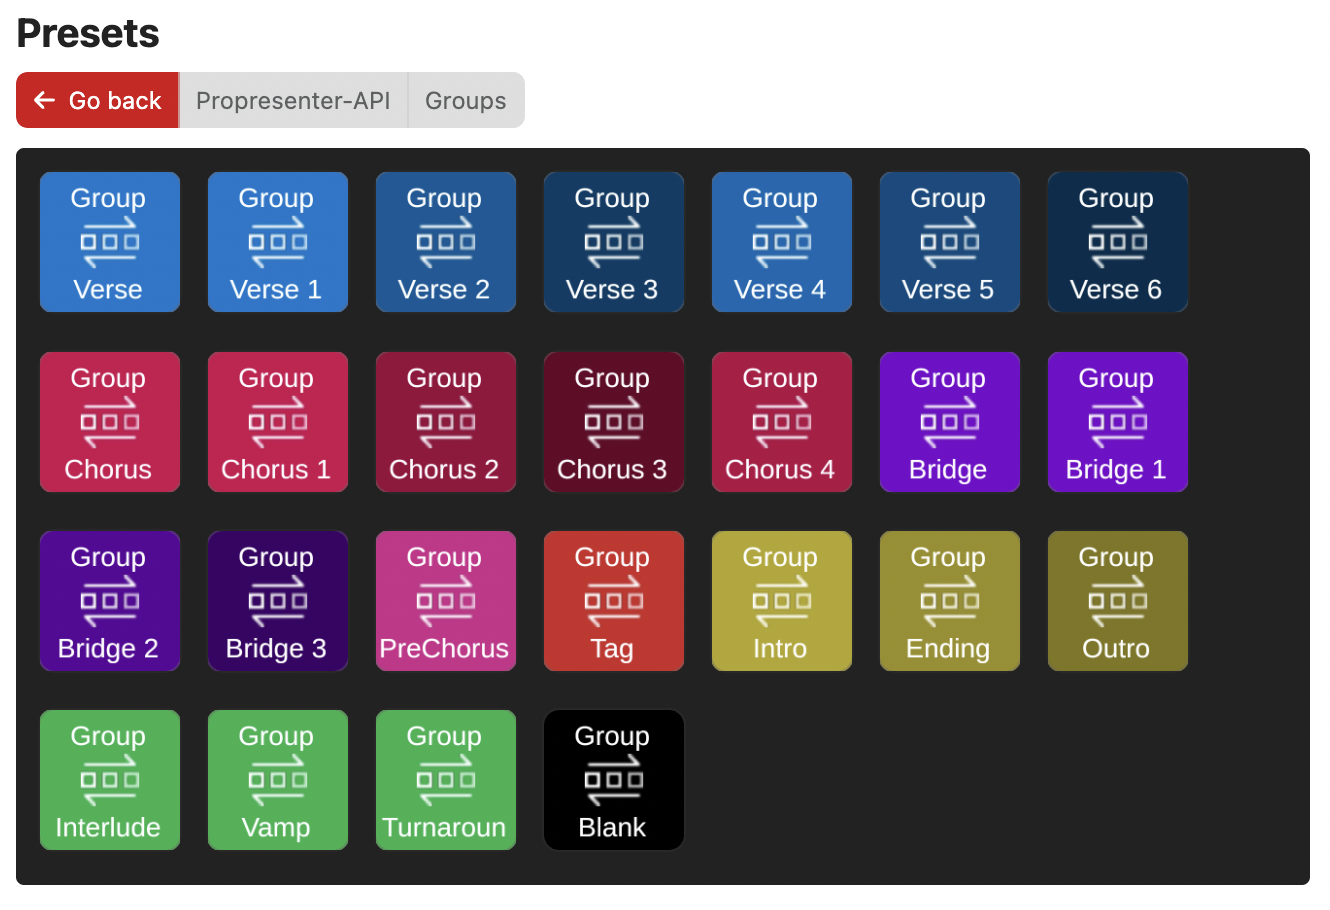 Presets
Go back
Propresenter-API
Groups
Group
Verse
Group
Verse 1
Group
Verse 2
Group
Verse 3
Group
Verse 4
Group
Verse 5
Group
Verse 6
Group
Chorus
Group
Chorus 1
Group
Chorus 2
Group
Chorus 3
Group
Chorus 4
Group
Bridge
Group
Bridge 1
Group
Bridge 2
Group
Bridge 3
Group
PreChorus
Group
Tag
Group
Intro
Group
Ending
Group
Outro
Group
Interlude
Group
Vamp
Group
Turnaroun
Group
Blank